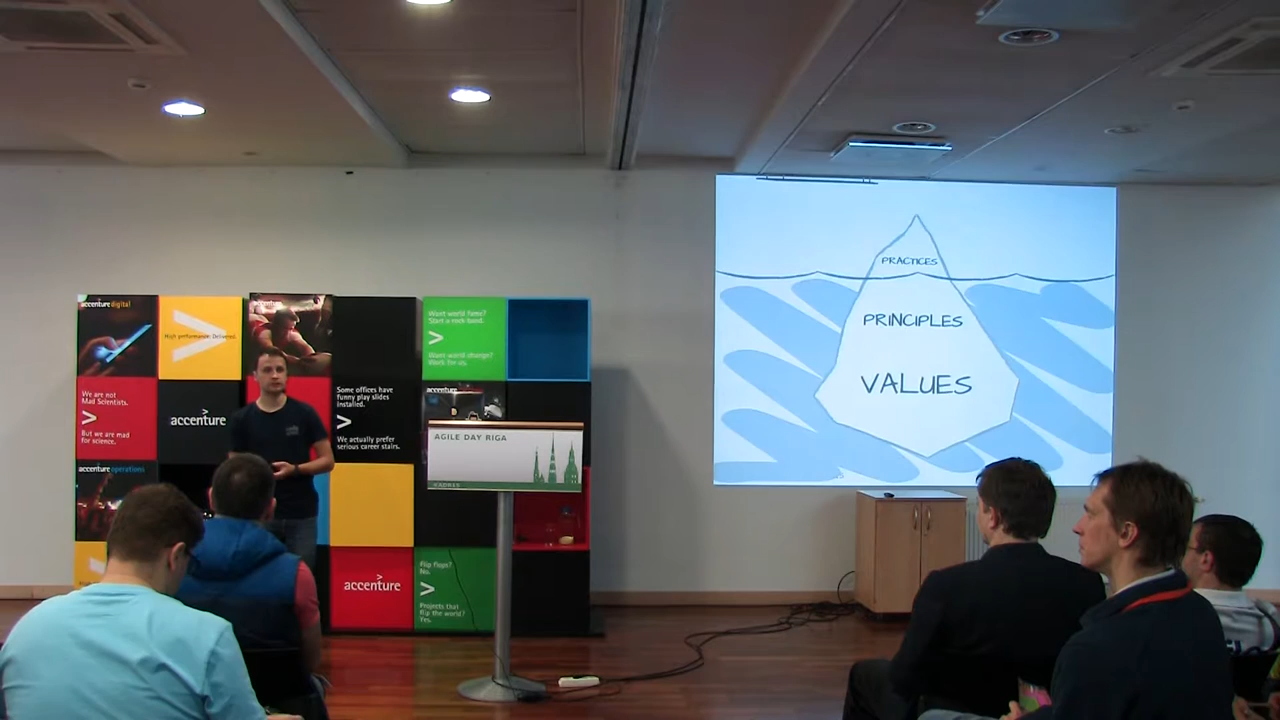 accenture digital
High performance. Delivered.
accenture
Want world fame?
Start a rock band.
>
Want world change?
Work for us.
We are not
Mad Scientists.
>
But we are mad
for science.
accenture
Some offices have
funny play slides
installed.
>
We actually prefer
serious career stairs.
accenture
AGILE DAY RIGA
accenture operations
accenture
Flip flops?
No.
>
Projects that
flip the world?
Yes.
PRACTICES
PRINCIPLES
VALUES